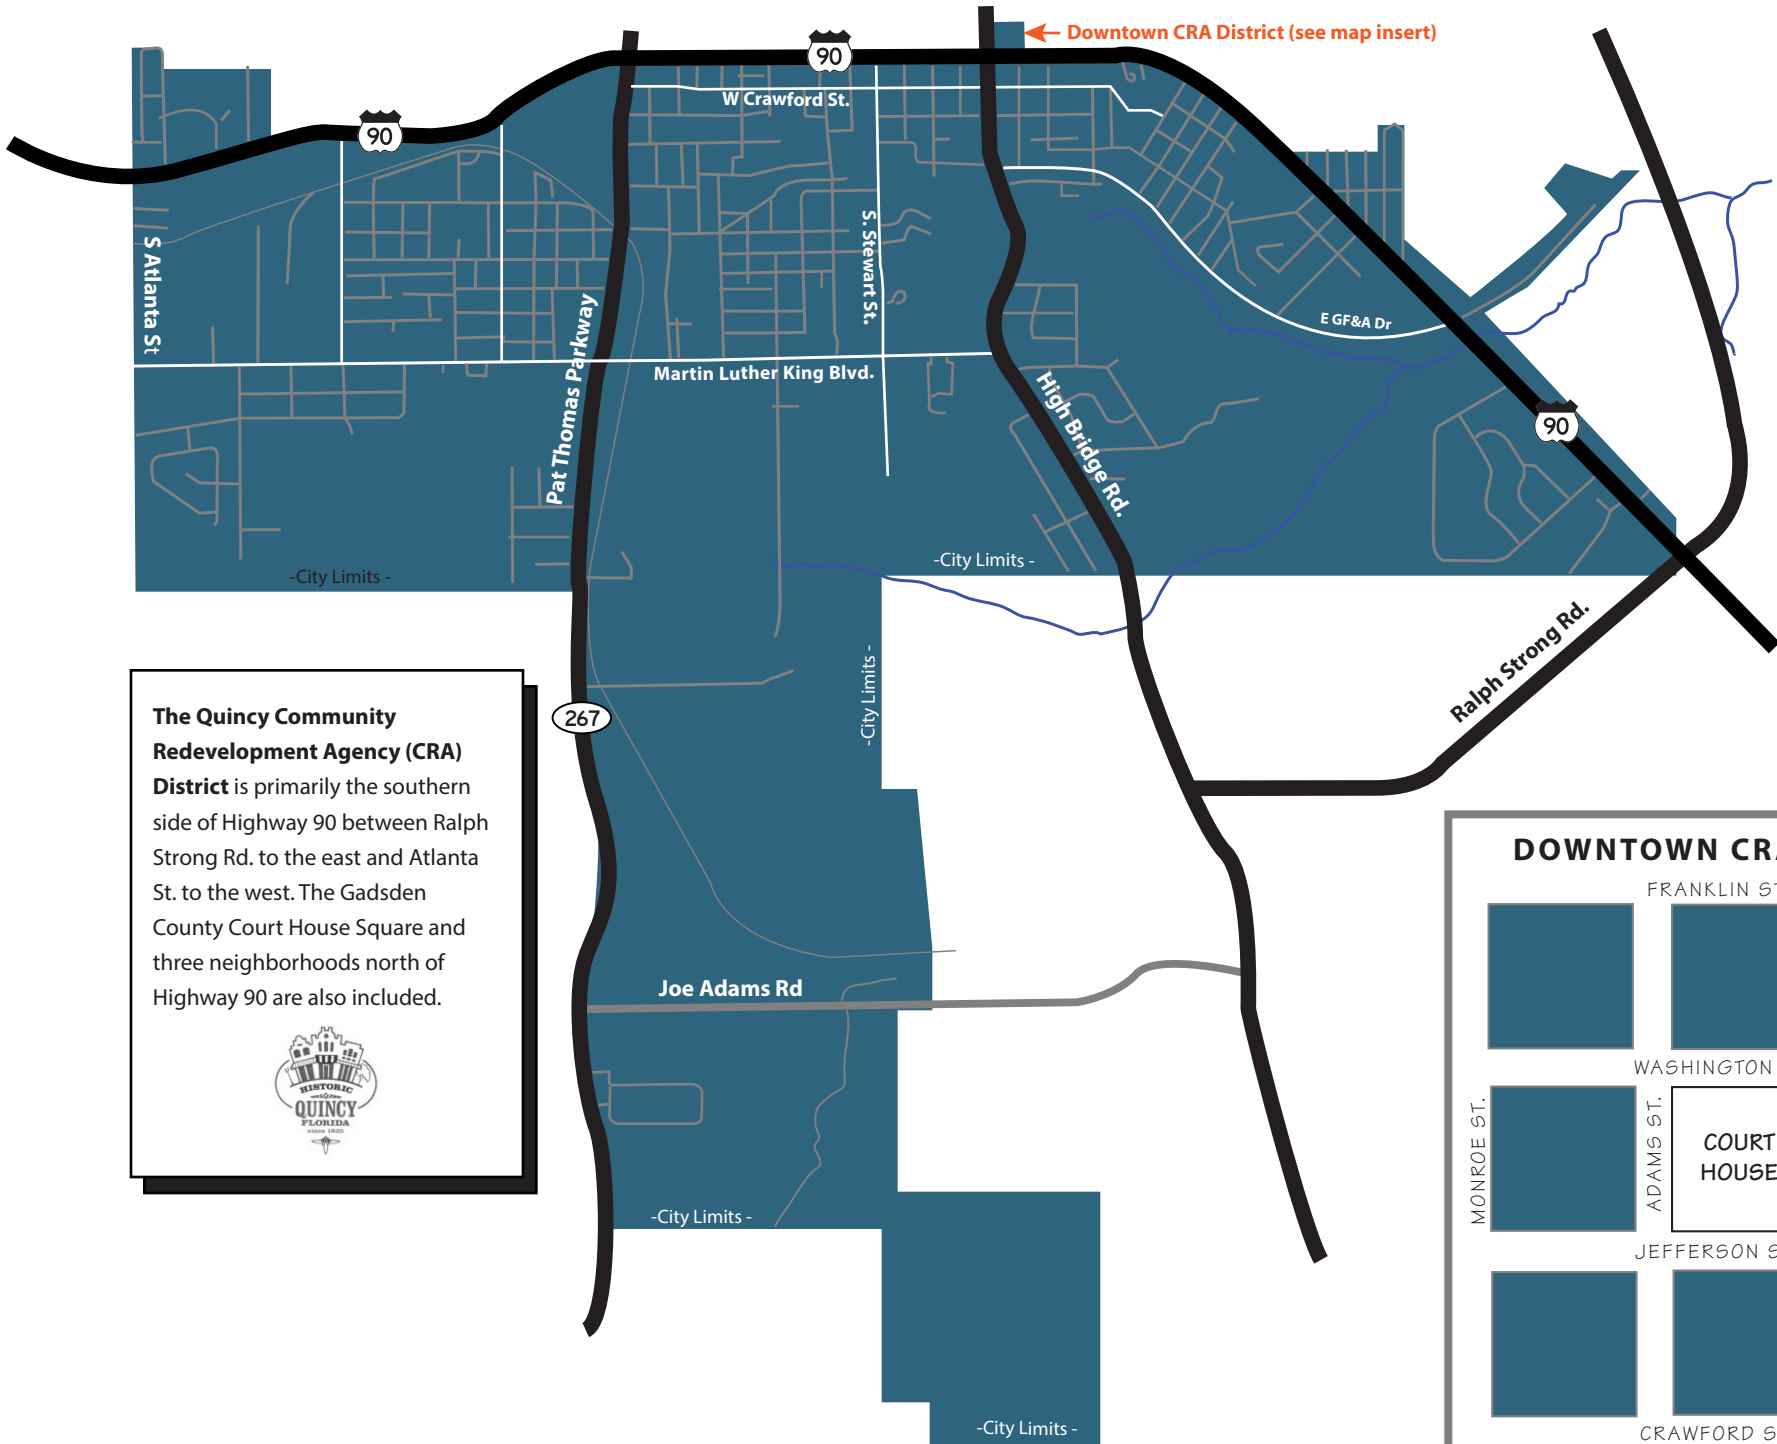 Downtown CRA District (see map insert)
90
90
W Crawford St.
S Atlanta St
S. Stewart St.
Pat Thomas Parkway
E GF&A Dr
Martin Luther King Blvd.
High Bridge Rd.
90
-City Limits -
-City Limits -
-City Limits -
Ralph Strong Rd.
267
The Quincy Community
Redevelopment Agency (CRA)
District is primarily the southern
side of Highway 90 between Ralph
Strong Rd. to the east and Atlanta
St. to the west. The Gadsden
County Court House Square and
three neighborhoods north of
Highway 90 are also included.
HISTORIC
QUINCY
FLORIDA
since 1825
Joe Adams Rd
-City Limits -
-City Limits -
DOWNTOWN CRA
FRANKLIN ST
WASHINGTON
MONROE ST.
ADAMS ST.
COURT
HOUSE
JEFFERSON S
CRAWFORD S